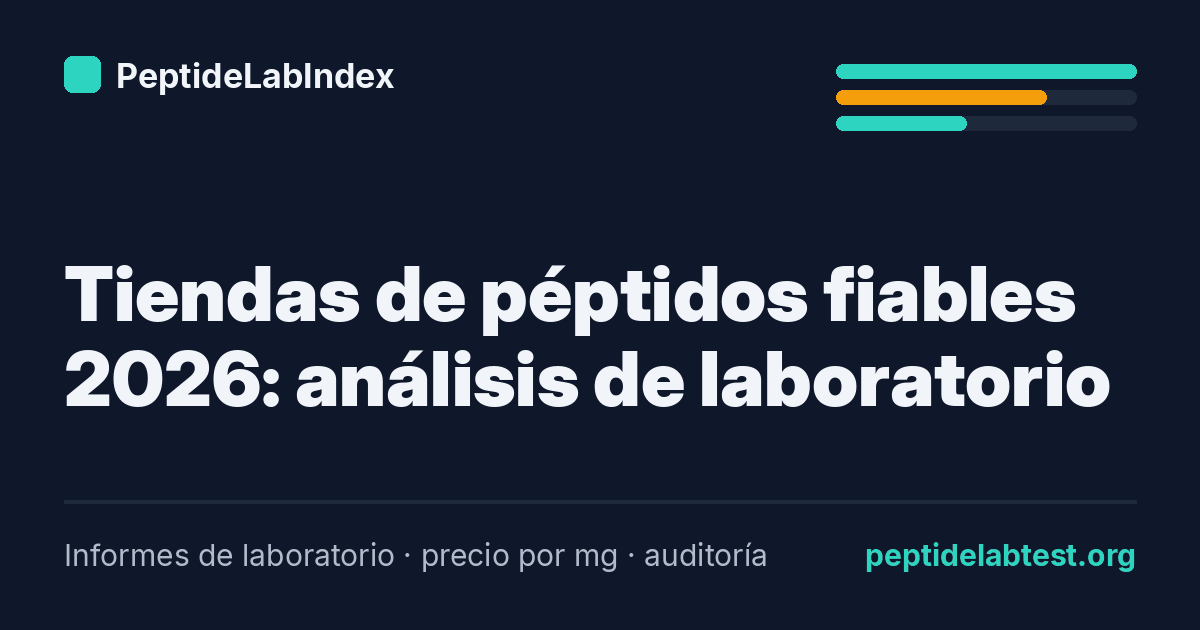 PeptideLabIndex
Tiendas de péptidos fiables
2026: análisis de laboratorio
Informes de laboratorio · precio por mg · auditoría
peptidelabtest.org